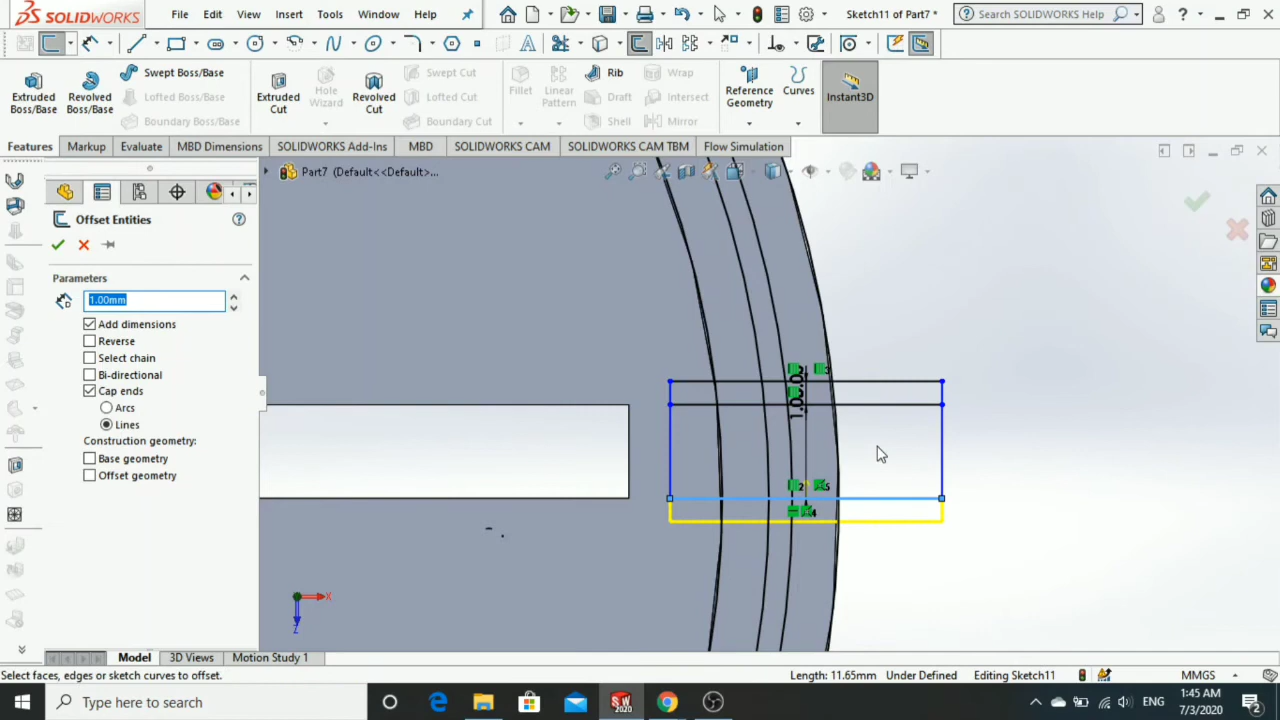 SOLIDWORKS File Edit View Insert Tools Window Help Sketch11 of Part7 * Search SOLIDWORKS Help
Extruded Boss/Base
Revolved Boss/Base
Swept Boss/Base
Lofted Boss/Base
Boundary Boss/Base
Extruded Cut
Hole Wizard
Revolved Cut
Swept Cut
Lofted Cut
Boundary Cut
Fillet
Linear Pattern
Rib
Draft
Shell
Wrap
Intersect
Mirror
Reference Geometry
Curves
Instant3D
Features Markup Evaluate MBD Dimensions SOLIDWORKS Add-Ins MBD SOLIDWORKS CAM SOLIDWORKS CAM TBM Flow Simulation
Part7 (Default<<Default>...
Offset Entities
Parameters
1.00mm
Add dimensions
Reverse
Select chain
Bi-directional
Cap ends
Arcs
Lines
Construction geometry:
Base geometry
Offset geometry
X
Z
Model 3D Views Motion Study 1
Select faces, edges or sketch curves to offset. Length: 11.65mm Under Defined Editing Sketch11 MMGS
Type here to search
ENG
1:45 AM
7/3/2020